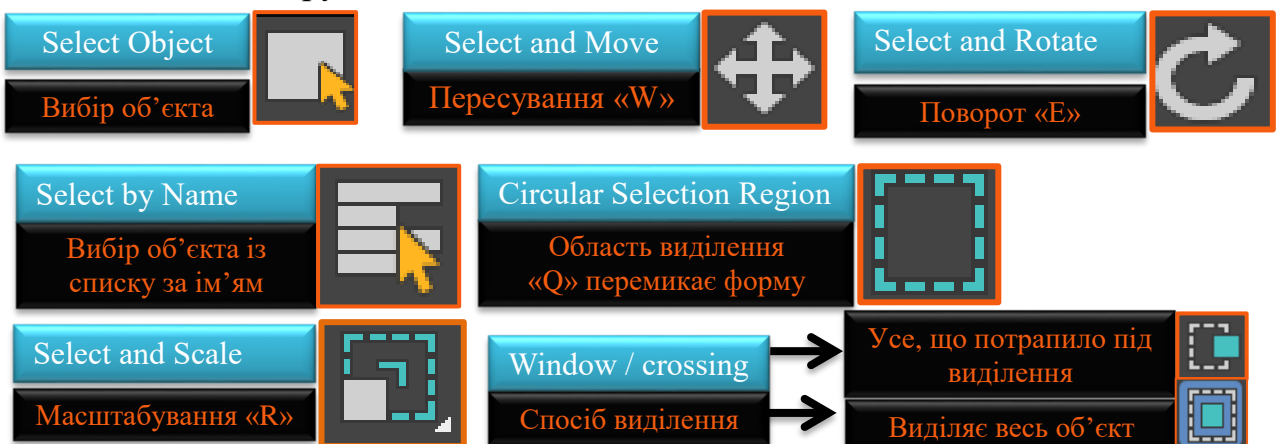 Select Object
Вибір об’єкта
Select and Move
Пересування «W»
Select and Rotate
Поворот «E»
Select by Name
Вибір об’єкта із
списку за ім’ям
Circular Selection Region
Область виділення
«Q» перемикає форму
Select and Scale
Масштабування «R»
Window / crossing
Спосіб виділення
Усе, що потрапило під
виділення
Виділяє весь об’єкт